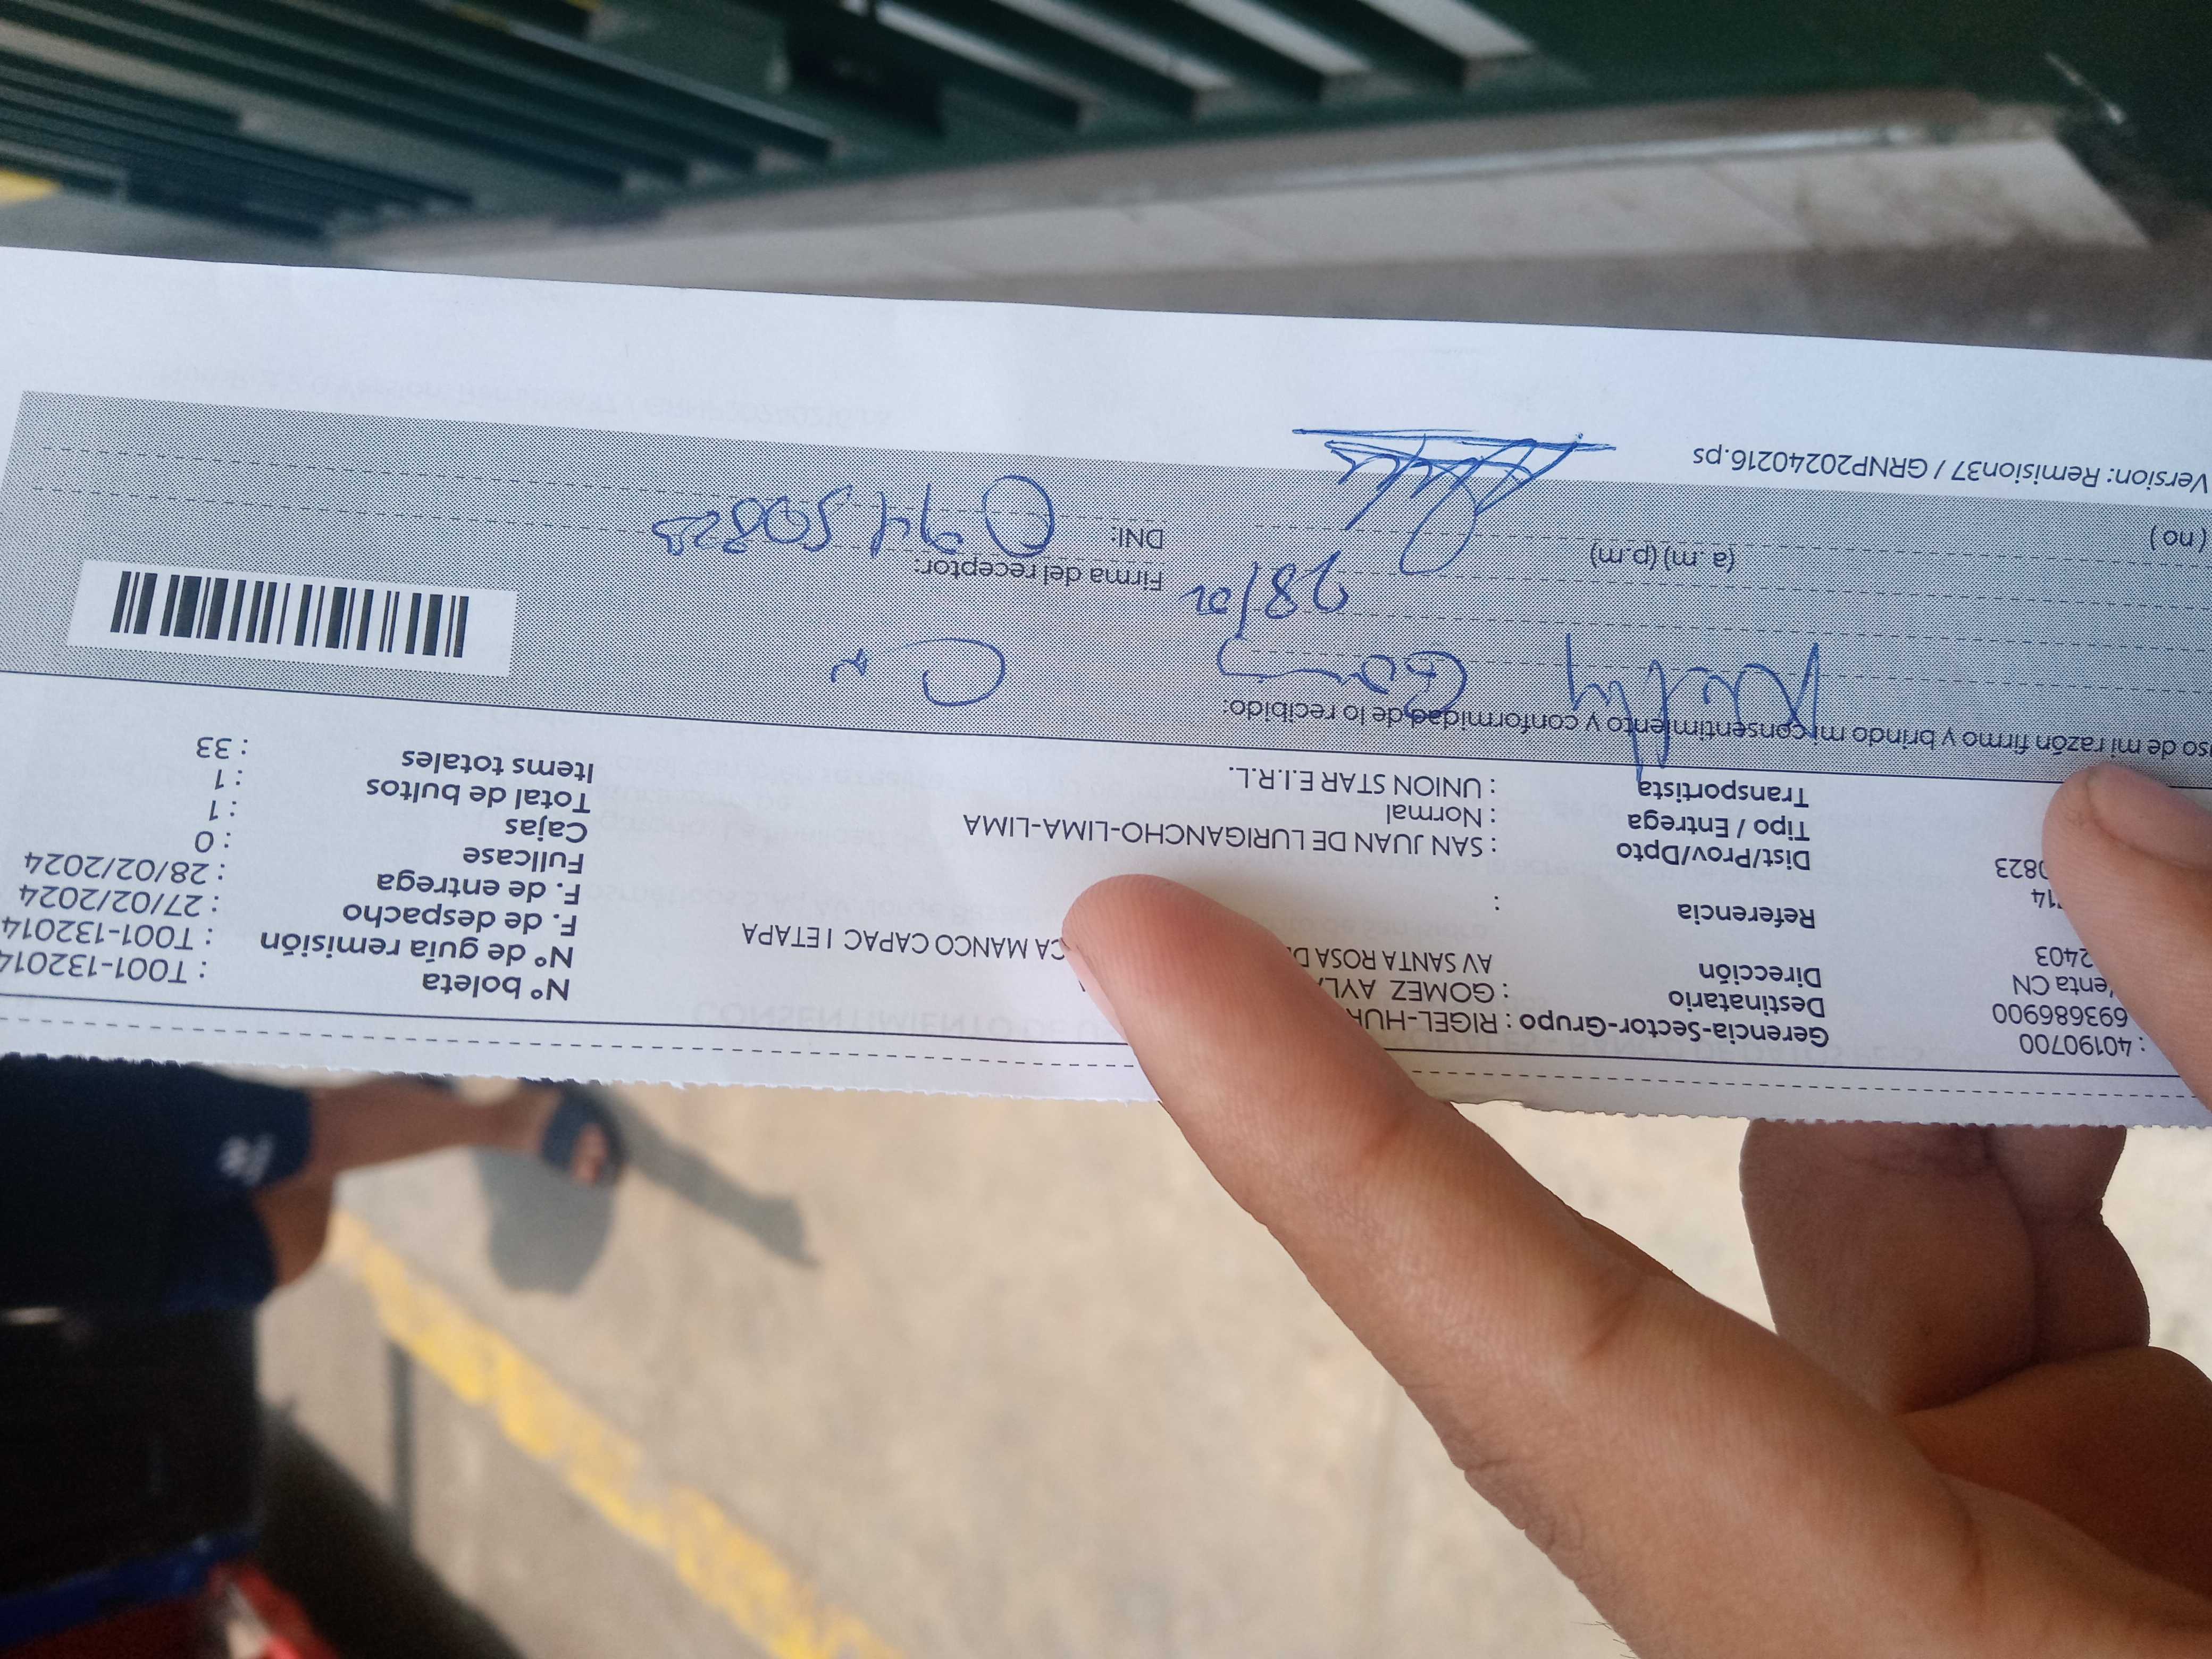 : 40190700
693686900
enta CN
2403
14
0823
Gerencia-Sector-Grupo : RIGEL-HUR
Destinatario : GOMEZ AYL
Dirección AV SANTA ROSA D CA MANCO CAPAC I ETAPA
Referencia :
Dist/Prov/Dpto : SAN JUAN DE LURIGANCHO-LIMA-LIMA
Tipo / Entrega : Normal
Transportista : UNION STAR E.I.R.L.
N° boleta : T001-132014
N° de guía remisión : T001-132014
F. de despacho : 27/02/2024
F. de entrega : 28/02/2024
Fullcase : 0
Cajas : 1
Total de bultos : 1
Items totales : 33
so de mi razón firmo y brindo mi consentimiento y conformidad de lo recibido:
28/02
(no)
(a.m) (p.m)
Firma del receptor:
DNI:
Version: Remision37 / GRNP20240216.ps